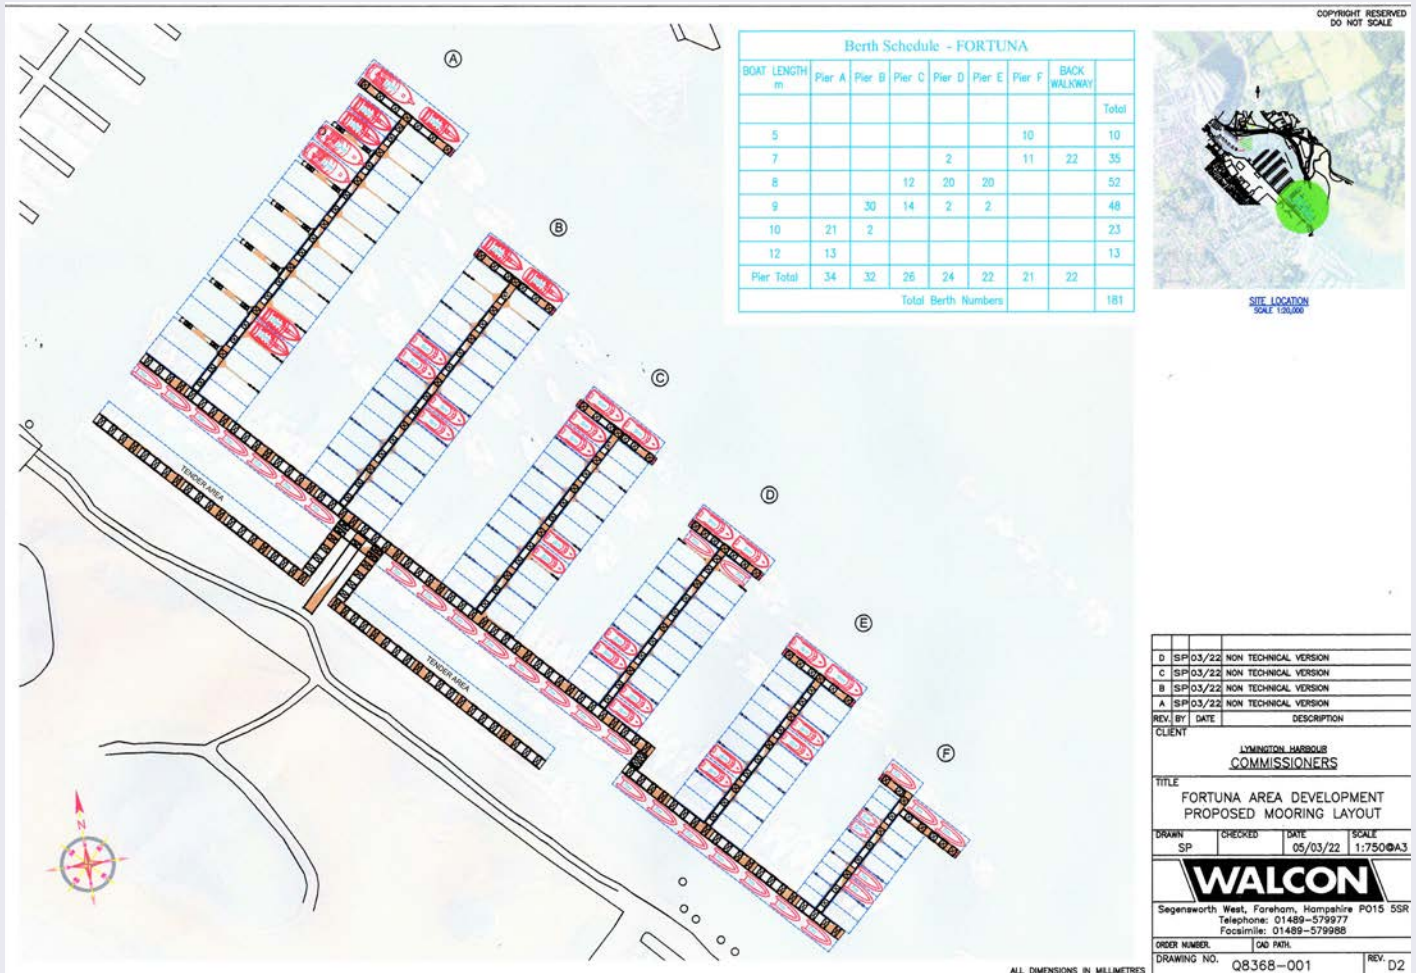 COPYRIGHT RESERVED
DO NOT SCALE
Berth Schedule - FORTUNA
BOAT LENGTH m Pier A Pier B Pier C Pier D Pier E Pier F BACK WALKWAY
Total
5 10 10
7 2 11 22 35
8 12 20 20 52
9 30 14 2 2 48
10 21 2 23
12 13 13
Pier Total 34 32 26 24 22 21 22
Total Berth Numbers 181
SITE LOCATION
SCALE 1:20,000
A
B
C
D
E
F
TENDER AREA
TENDER AREA
N
D SP 03/22 NON TECHNICAL VERSION
C SP 03/22 NON TECHNICAL VERSION
B SP 03/22 NON TECHNICAL VERSION
A SP 03/22 NON TECHNICAL VERSION
REV. BY DATE DESCRIPTION
CLIENT
LYMINGTON HARBOUR
COMMISSIONERS
TITLE
FORTUNA AREA DEVELOPMENT
PROPOSED MOORING LAYOUT
DRAWN CHECKED DATE SCALE
SP 05/03/22 1:750@A3
WALCON
Segensworth West, Fareham, Hampshire PO15 5SR
Telephone: 01489-579977
Facsimile: 01489-579988
ORDER NUMBER. CAD PATH.
DRAWING NO. Q8368-001 REV. D2
ALL DIMENSIONS IN MILLIMETRES